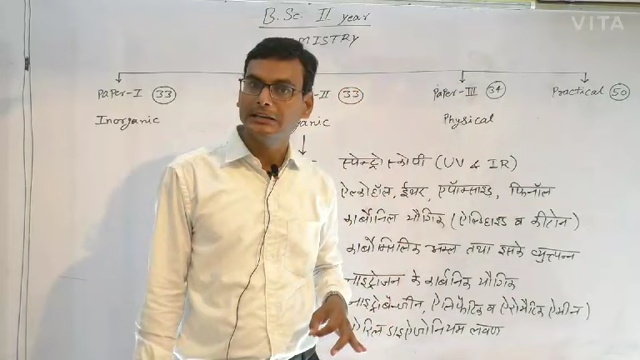 B.Sc. II year
MISTRY
VITA
Paper-I (33) -II (33) Paper-III (34) Practical (50)
Inorganic anic Physical
स्पेक्ट्रोस्कोपी (UV & IR)
ऐल्कोहॉल, ईथर, एपॉक्साइड, फिनॉल
कार्बोनिल यौगिक (ऐल्डिहाइड व कीटोन)
कार्बोक्सिलिक अम्ल तथा इसके व्युत्पन्न
नाइट्रोजन के कार्बनिक यौगिक
नाइट्रोबेन्जीन, ऐलिफैटिक व ऐरोमैटिक ऐमीन)
ऐरिल डाइऐजोनियम लवण